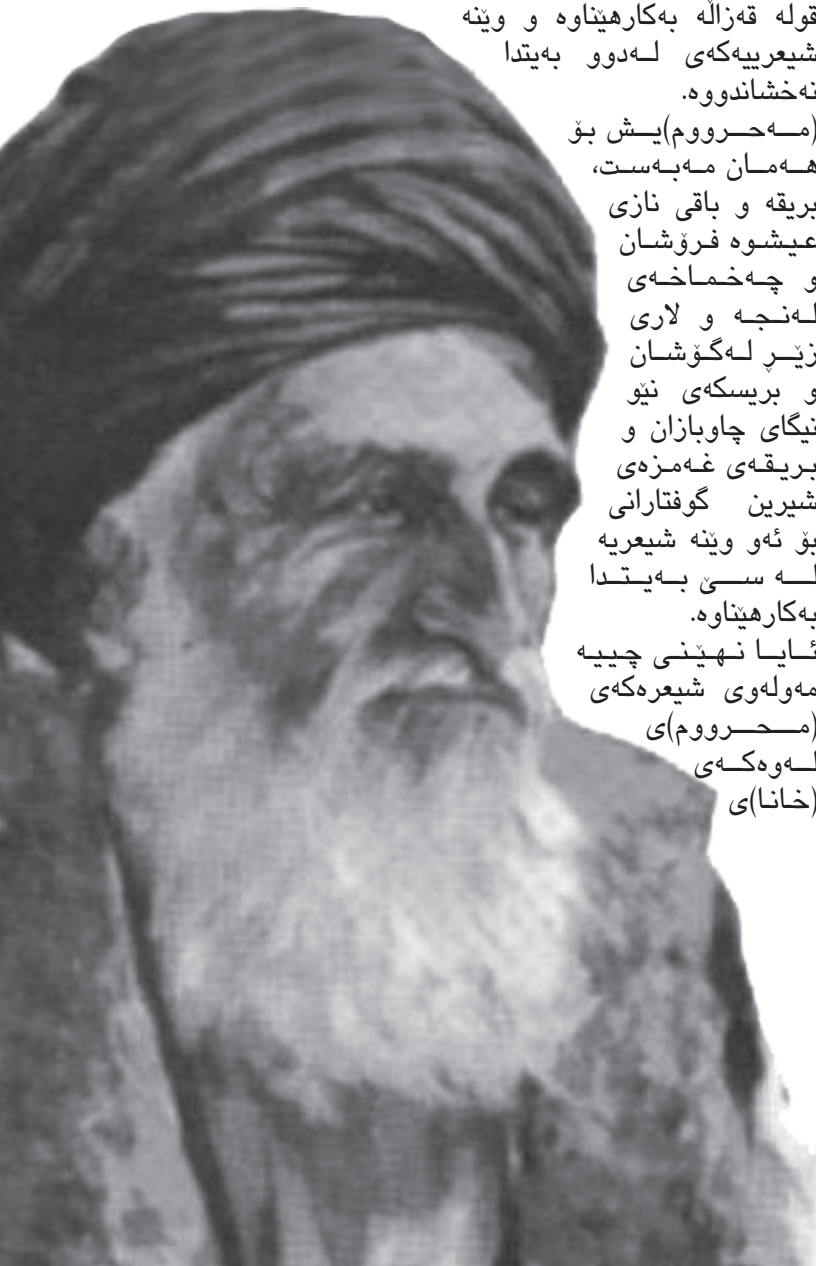 قوله قەزاڵە بەکارهێناوە و وێنە
شیعرییەکەی لەدوو بەیتدا
نەخشاندووە.
(مەحرووم)یش بۆ
هەمان مەبەست،
بریقە و باقی نازی
عیشوە فرۆشان
و چەخماخەی
لەنجە و لاری
زێڕ لەگۆشان
و بریسکەی نێو
نیگای چاوبازان و
بریقەی غەمزەی
شیرین گوفتارانی
بۆ ئەو وێنە شیعریە
لە سێ بەیتدا
بەکارهێناوە.
ئایا نهێنی چییە
مەولەوی شیعرەکەی
(محرووم)ی
لەوەکەی
(خانا)ی